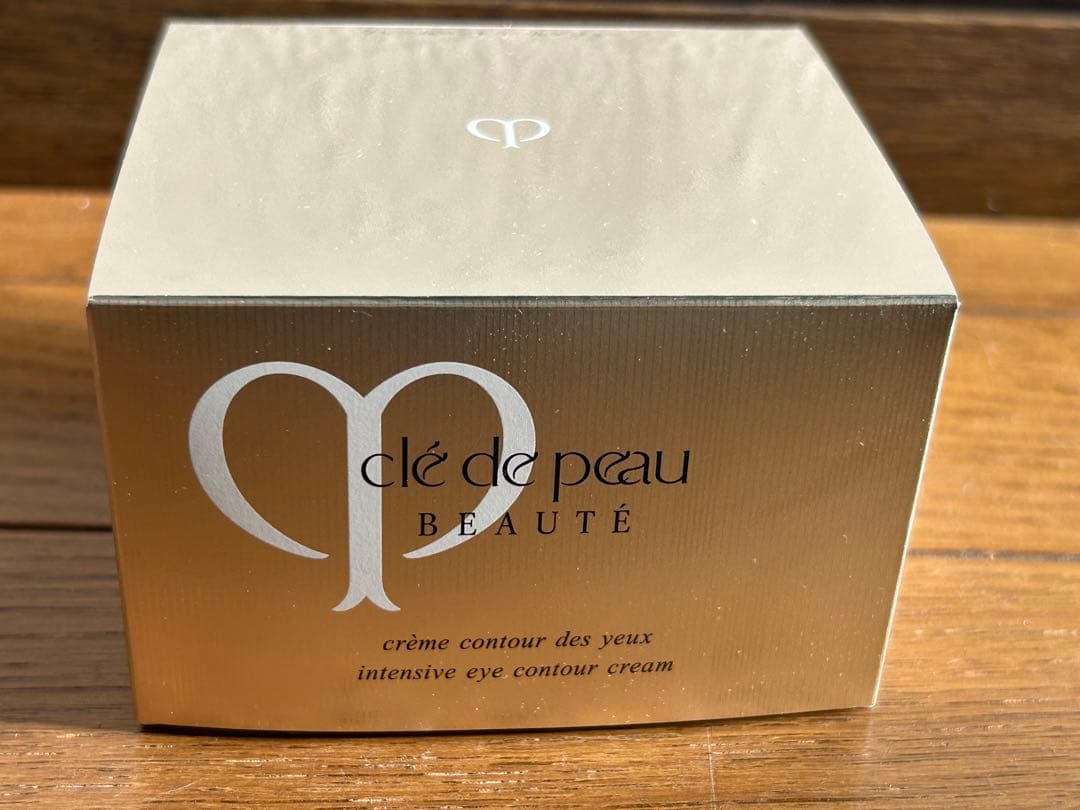 clé de peau
BEAUTÉ
crème contour des yeux
intensive eye contour cream